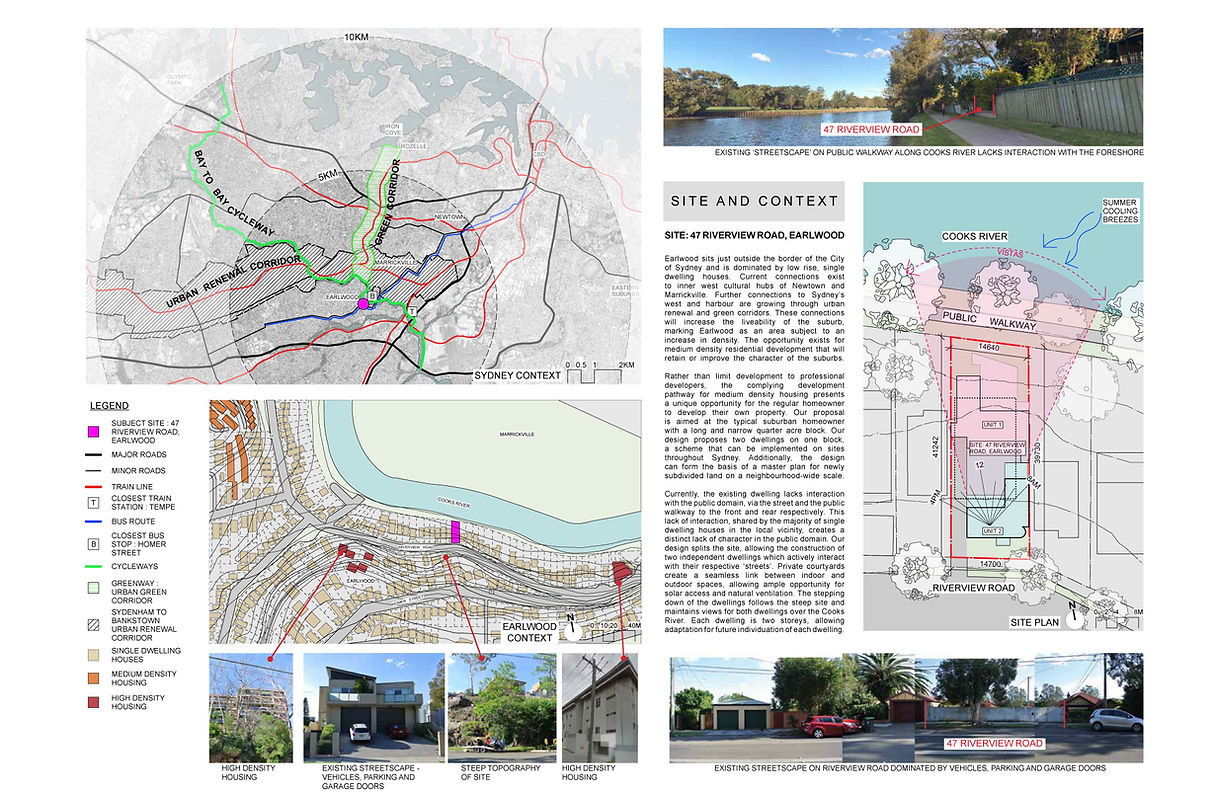 10KM
OLYMPIC
PARK
IRON
COVE
ROZELLE
CBD
5KM
BAY TO BAY CYCLEWAY
GREEN CORRIDOR
NEWTOWN
MARRICKVILLE
URBAN RENEWAL CORRIDOR
EARLWOOD
B
T
EASTERN
SUBURBS
SYDNEY CONTEXT
0 0.5 1 2KM
LEGEND
SUBJECT SITE : 47
RIVERVIEW ROAD,
EARLWOOD
MAJOR ROADS
MINOR ROADS
TRAIN LINE
T
CLOSEST TRAIN
STATION : TEMPE
BUS ROUTE
B
CLOSEST BUS
STOP : HOMER
STREET
CYCLEWAYS
GREENWAY :
URBAN GREEN
CORRIDOR
SYDENHAM TO
BANKSTOWN
URBAN RENEWAL
CORRIDOR
SINGLE DWELLING
HOUSES
MEDIUM DENSITY
HOUSING
HIGH DENSITY
HOUSING
MARRICKVILLE
COOKS RIVER
RIVERVIEW ROAD
EARLWOOD
EARLWOOD
CONTEXT
N
0 10 20 40M
HIGH DENSITY
HOUSING
EXISTING STREETSCAPE -
VEHICLES, PARKING AND
GARAGE DOORS
STEEP TOPOGRAPHY
OF SITE
HIGH DENSITY
HOUSING
47 RIVERVIEW ROAD
EXISTING 'STREETSCAPE' ON PUBLIC WALKWAY ALONG COOKS RIVER LACKS INTERACTION WITH THE FORESHORE
SITE AND CONTEXT
SITE: 47 RIVERVIEW ROAD, EARLWOOD
Earlwood sits just outside the border of the City
of Sydney and is dominated by low rise, single
dwelling houses. Current connections exist
to inner west cultural hubs of Newtown and
Marrickville. Further connections to Sydney's
west and harbour are growing through urban
renewal and green corridors. These connections
will increase the liveability of the suburb,
marking Earlwood as an area subject to an
increase in density. The opportunity exists for
medium density residential development that will
retain or improve the character of the suburbs.
Rather than limit development to professional
developers, the complying development
pathway for medium density housing presents
a unique opportunity for the regular homeowner
to develop their own property. Our proposal
is aimed at the typical suburban homeowner
with a long and narrow quarter acre block. Our
design proposes two dwellings on one block,
a scheme that can be implemented on sites
throughout Sydney. Additionally, the design
can form the basis of a master plan for newly
subdivided land on a neighbourhood-wide scale.
Currently, the existing dwelling lacks interaction
with the public domain, via the street and the public
walkway to the front and rear respectively. This
lack of interaction, shared by the majority of single
dwelling houses in the local vicinity, creates a
distinct lack of character in the public domain. Our
design splits the site, allowing the construction of
two independent dwellings which actively interact
with their respective 'streets'. Private courtyards
create a seamless link between indoor and
outdoor spaces, allowing ample opportunity for
solar access and natural ventilation. The stepping
down of the dwellings follows the steep site and
maintains views for both dwellings over the Cooks
River. Each dwelling is two storeys, allowing
adaptation for future individuation of each dwelling.
SUMMER
COOLING
BREEZES
COOKS RIVER
VISTAS
PUBLIC WALKWAY
14640
UNIT 1
SITE: 47 RIVERVIEW
ROAD, EARLWOOD
41242
39730
12
4PM
9AM
UNIT 2
14700
RIVERVIEW ROAD
SITE PLAN
N
0 2 4 8M
47 RIVERVIEW ROAD
EXISTING STREETSCAPE ON RIVERVIEW ROAD DOMINATED BY VEHICLES, PARKING AND GARAGE DOORS